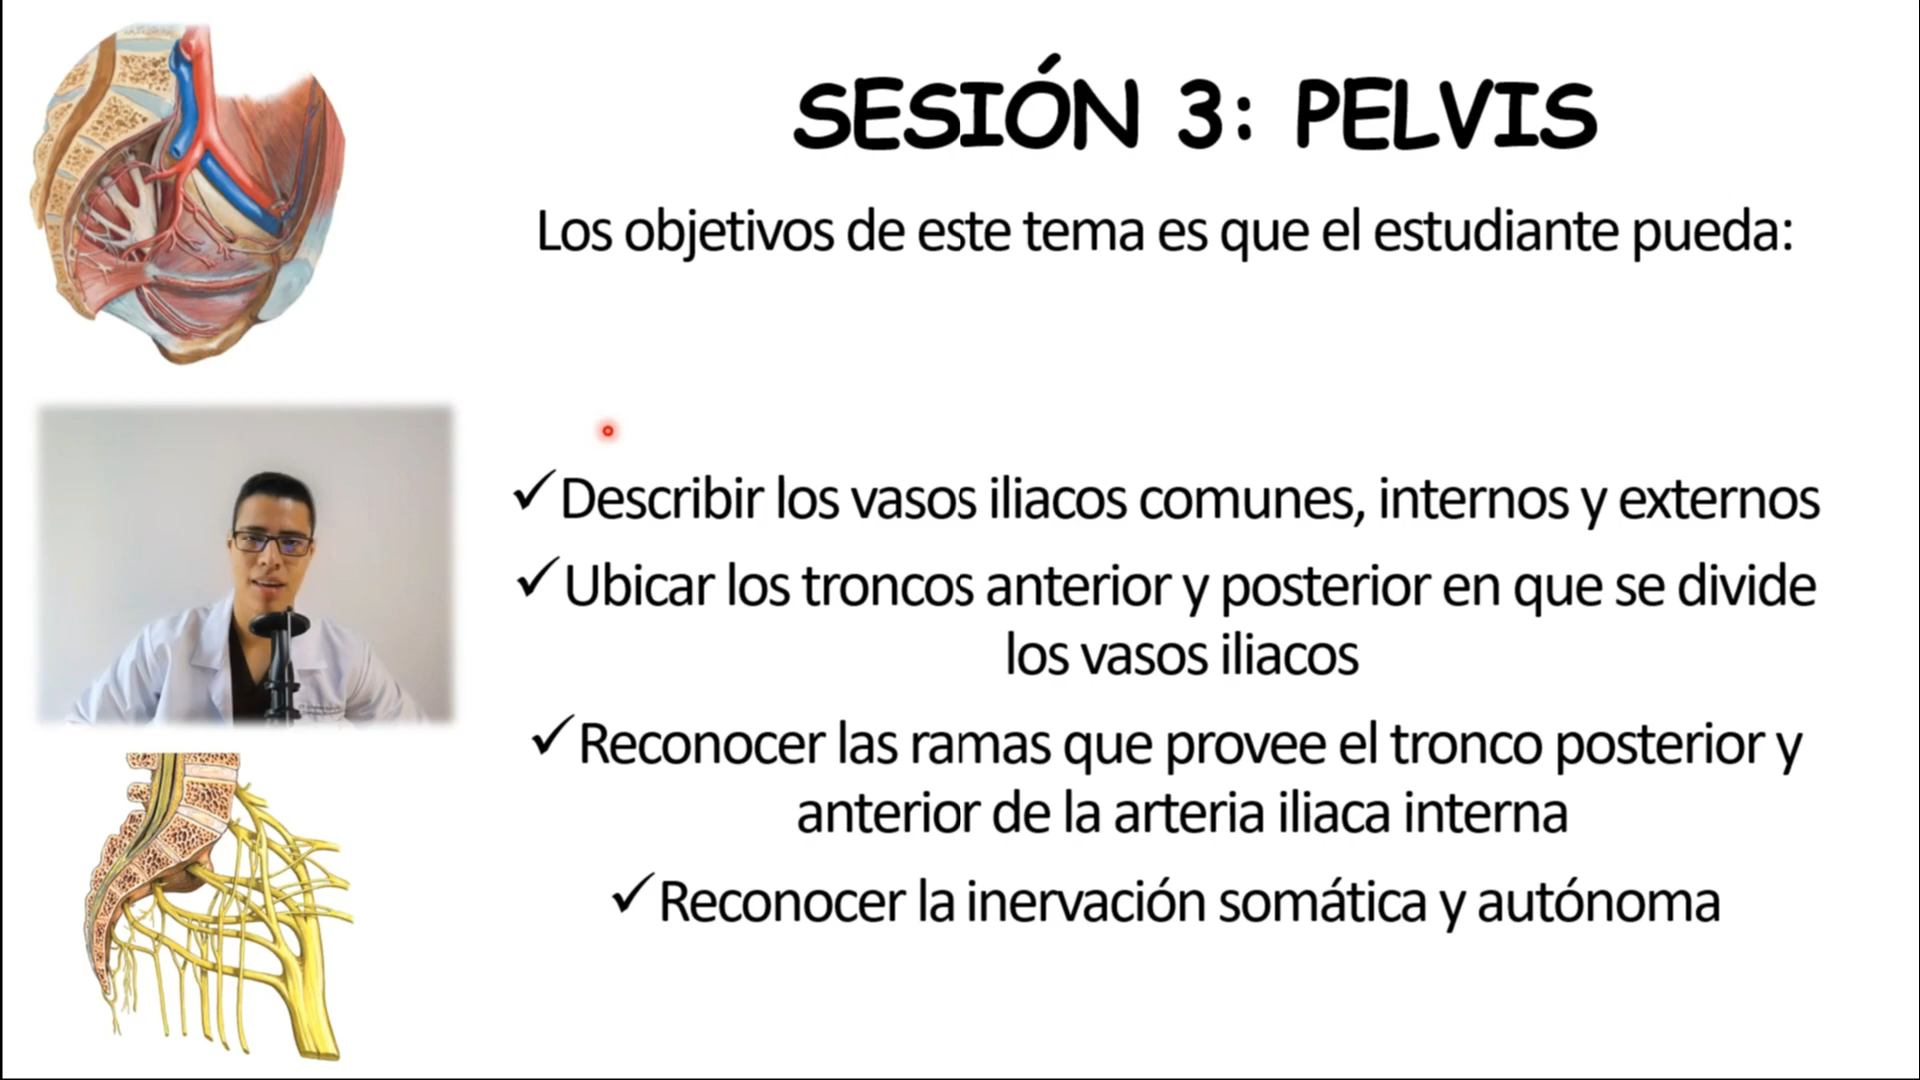 SESIÓN 3: PELVIS
Los objetivos de este tema es que el estudiante pueda:
✓Describir los vasos iliacos comunes, internos y externos
✓Ubicar los troncos anterior y posterior en que se divide
los vasos iliacos
✓Reconocer las ramas que provee el tronco posterior y
anterior de la arteria iliaca interna
✓Reconocer la inervación somática y autónoma